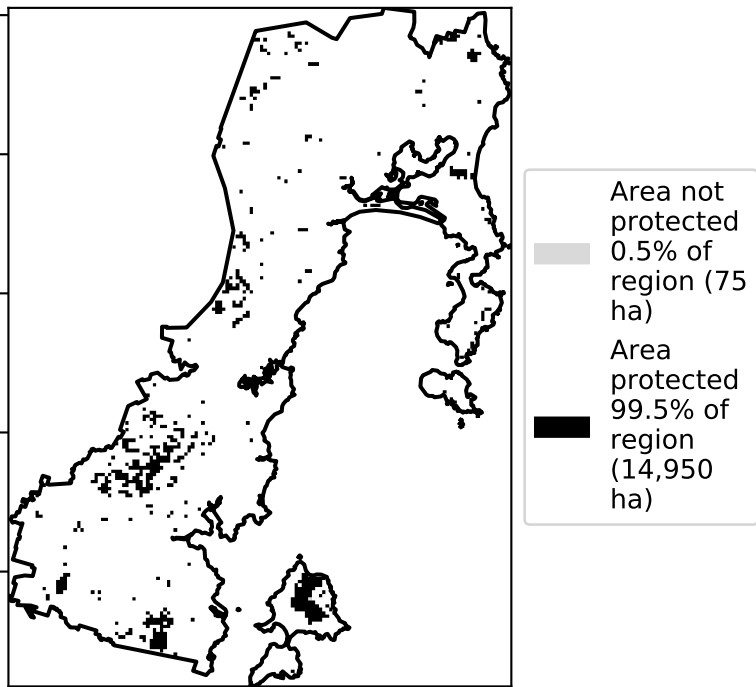 Area not
protected
0.5% of
region (75
ha)
Area
protected
99.5% of
region
(14,950
ha)